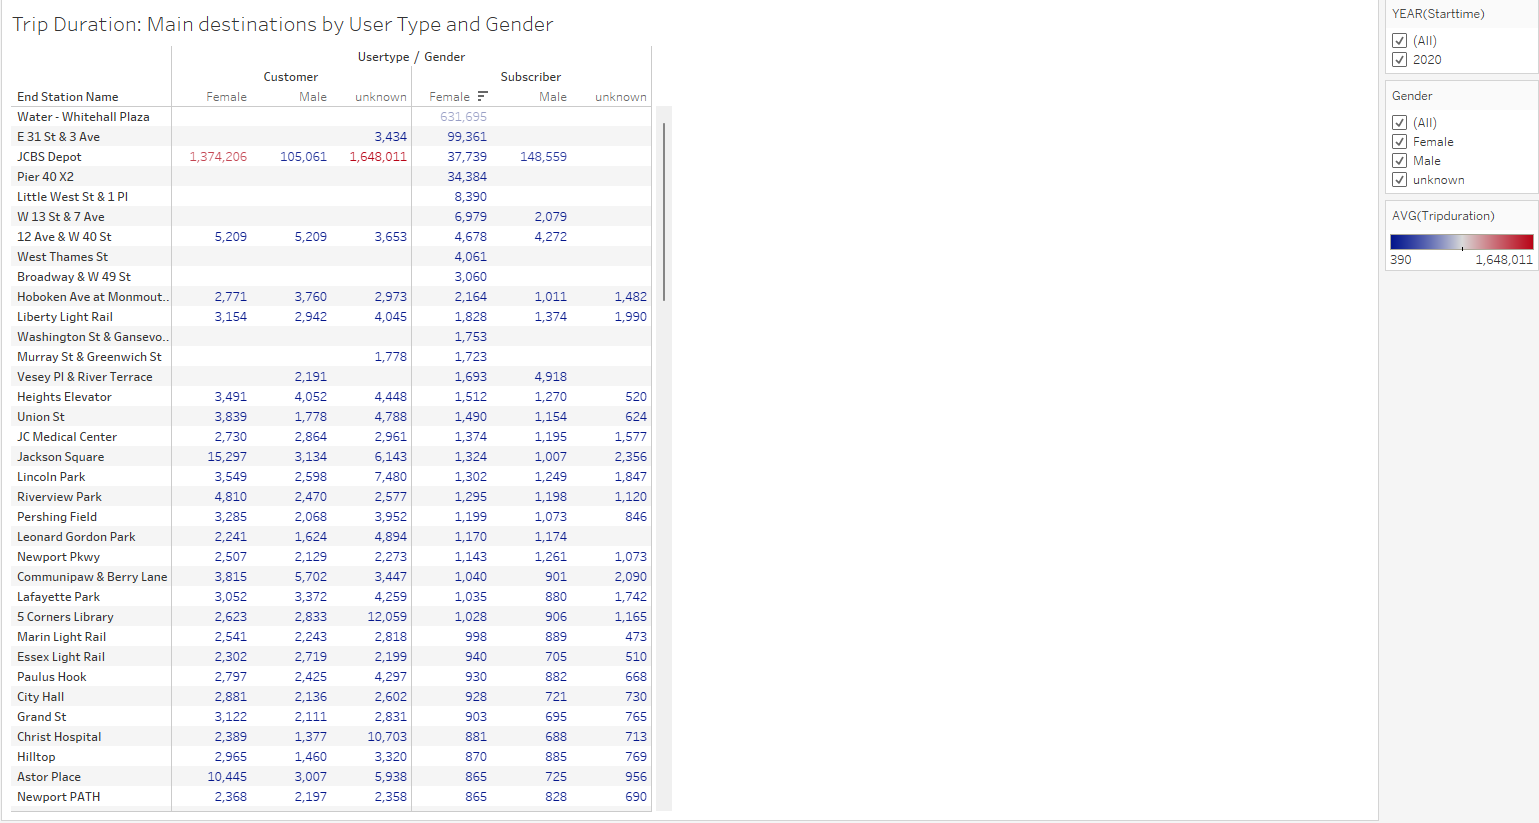 Trip Duration: Main destinations by User Type and Gender
Usertype / Gender
Customer Subscriber
End Station Name Female Male unknown Female Male unknown
Water - Whitehall Plaza 631,695
E 31 St & 3 Ave 3,434 99,361
JCBS Depot 1,374,206 105,061 1,648,011 37,739 148,559
Pier 40 X2 34,384
Little West St & 1 Pl 8,390
W 13 St & 7 Ave 6,979 2,079
12 Ave & W 40 St 5,209 5,209 3,653 4,678 4,272
West Thames St 4,061
Broadway & W 49 St 3,060
Hoboken Ave at Monmout.. 2,771 3,760 2,973 2,164 1,011 1,482
Liberty Light Rail 3,154 2,942 4,045 1,828 1,374 1,990
Washington St & Gansevo.. 1,753
Murray St & Greenwich St 1,778 1,723
Vesey Pl & River Terrace 2,191 1,693 4,918
Heights Elevator 3,491 4,052 4,448 1,512 1,270 520
Union St 3,839 1,778 4,788 1,490 1,154 624
JC Medical Center 2,730 2,864 2,961 1,374 1,195 1,577
Jackson Square 15,297 3,134 6,143 1,324 1,007 2,356
Lincoln Park 3,549 2,598 7,480 1,302 1,249 1,847
Riverview Park 4,810 2,470 2,577 1,295 1,198 1,120
Pershing Field 3,285 2,068 3,952 1,199 1,073 846
Leonard Gordon Park 2,241 1,624 4,894 1,170 1,174
Newport Pkwy 2,507 2,129 2,273 1,143 1,261 1,073
Communipaw & Berry Lane 3,815 5,702 3,447 1,040 901 2,090
Lafayette Park 3,052 3,372 4,259 1,035 880 1,742
5 Corners Library 2,623 2,833 12,059 1,028 906 1,165
Marin Light Rail 2,541 2,243 2,818 998 889 473
Essex Light Rail 2,302 2,719 2,199 940 705 510
Paulus Hook 2,797 2,425 4,297 930 882 668
City Hall 2,881 2,136 2,602 928 721 730
Grand St 3,122 2,111 2,831 903 695 765
Christ Hospital 2,389 1,377 10,703 881 688 713
Hilltop 2,965 1,460 3,320 870 885 769
Astor Place 10,445 3,007 5,938 865 725 956
Newport PATH 2,368 2,197 2,358 865 828 690
YEAR(Starttime)
(All)
2020
Gender
(All)
Female
Male
unknown
AVG(Tripduration)
390 1,648,011